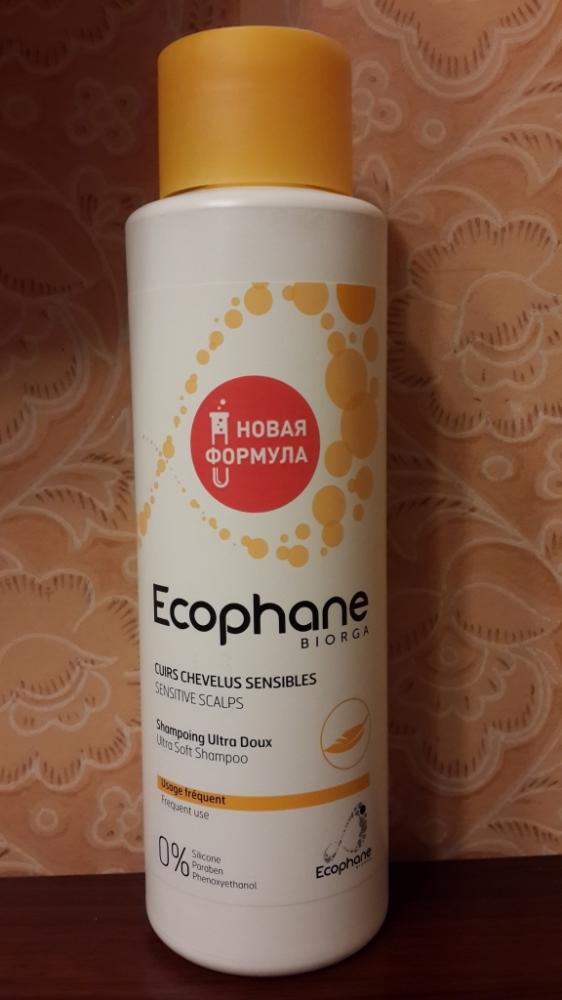 НОВАЯ
ФОРМУЛА
Ecophane
BIORGA
CUIRS CHEVELUS SENSIBLES
SENSITIVE SCALPS
Shampoing Ultra Doux
Ultra Soft Shampoo
Usage fréquent
Frequent use
0% Silicone
Paraben
Phenoxyethanol
Ecophane